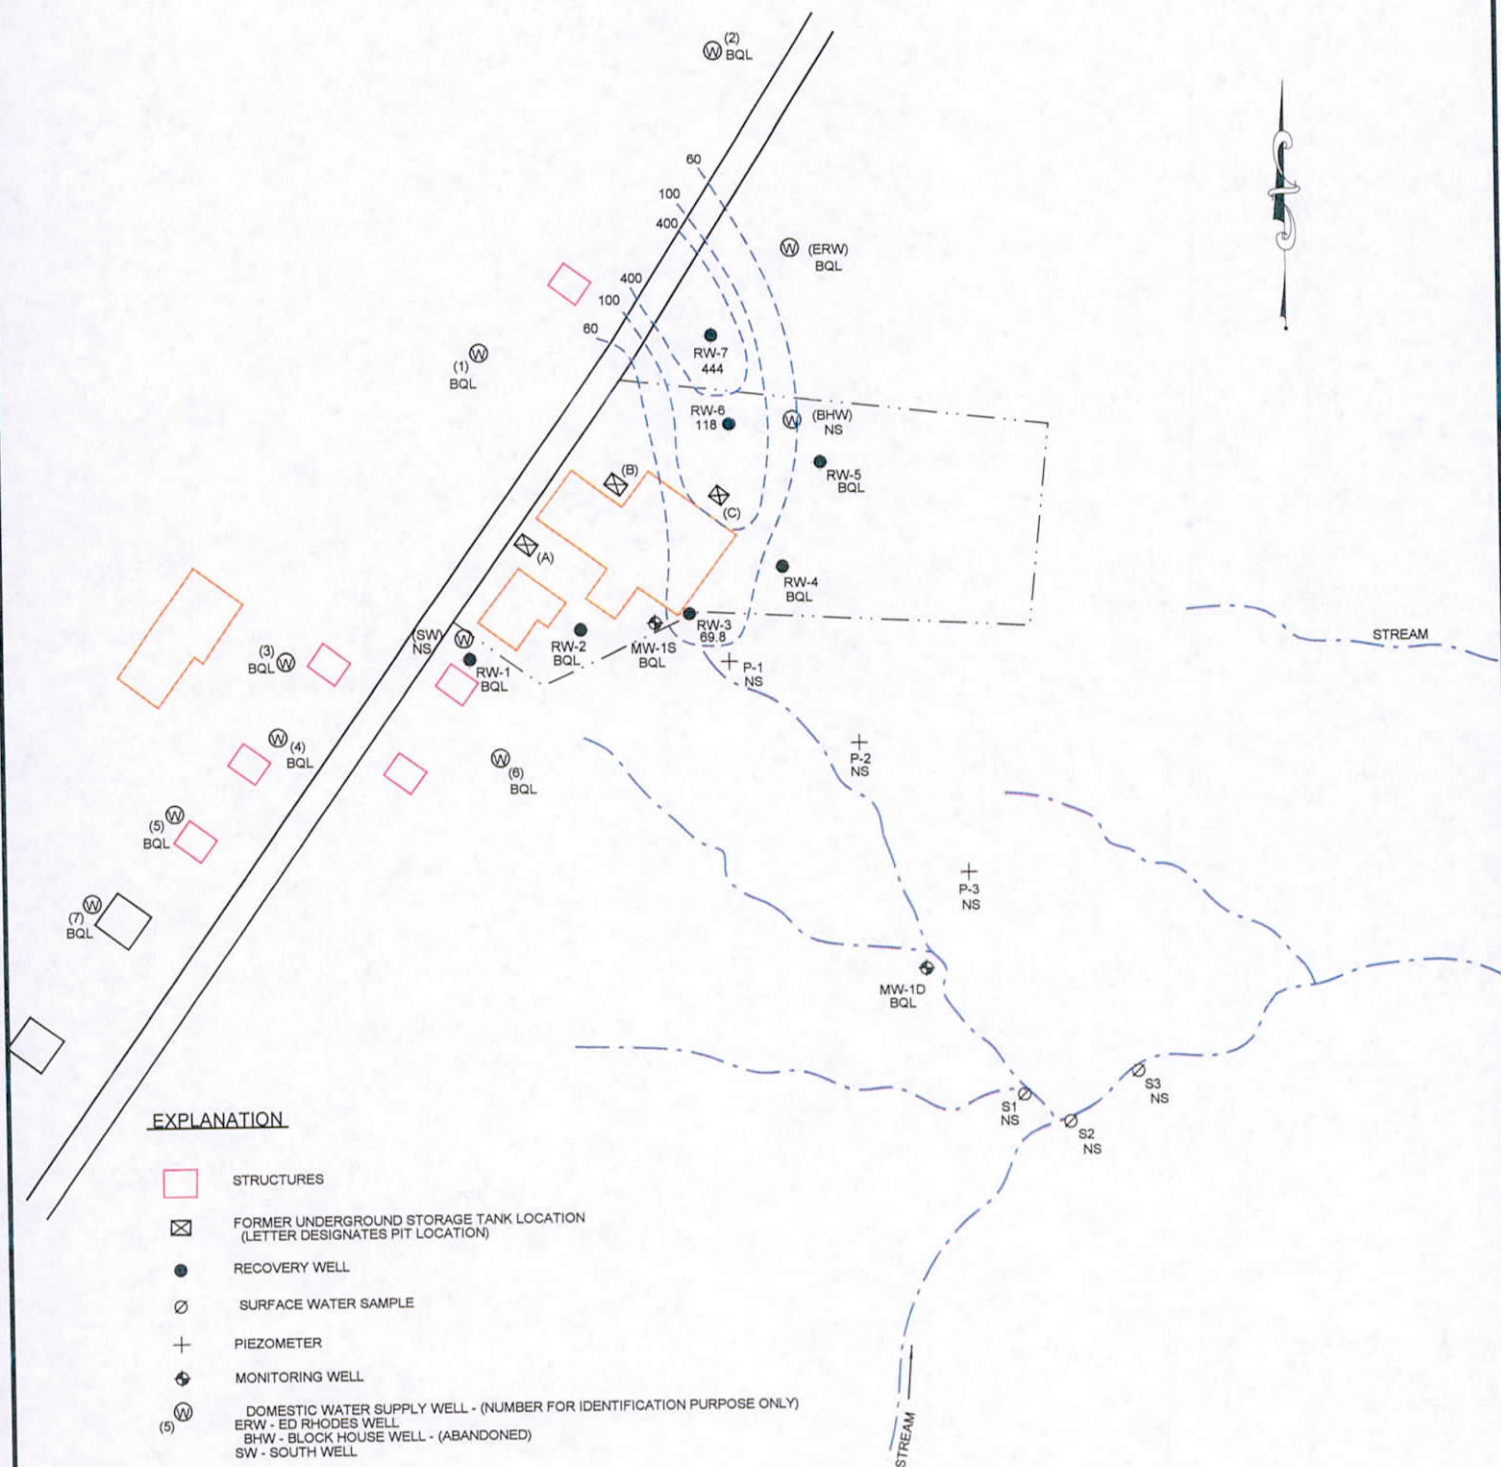 (2)
BQL
60
100
400
(ERW)
BQL
400
100
60
RW-7
444
(1)
BQL
RW-6
118
(BHW)
NS
RW-5
BQL
(B)
(C)
(A)
RW-4
BQL
RW-3
69.8
(SW)
NS
RW-2
BQL
MW-1S
BQL
RW-1
BQL
P-1
NS
STREAM
(3)
BQL
(4)
BQL
(6)
BQL
P-2
NS
(5)
BQL
P-3
NS
(7)
BQL
MW-1D
BQL
S3
NS
S1
NS
S2
NS
STREAM
EXPLANATION
STRUCTURES
FORMER UNDERGROUND STORAGE TANK LOCATION
(LETTER DESIGNATES PIT LOCATION)
RECOVERY WELL
SURFACE WATER SAMPLE
PIEZOMETER
MONITORING WELL
(5) W DOMESTIC WATER SUPPLY WELL - (NUMBER FOR IDENTIFICATION PURPOSE ONLY)
ERW - ED RHODES WELL
BHW - BLOCK HOUSE WELL - (ABANDONED)
SW - SOUTH WELL